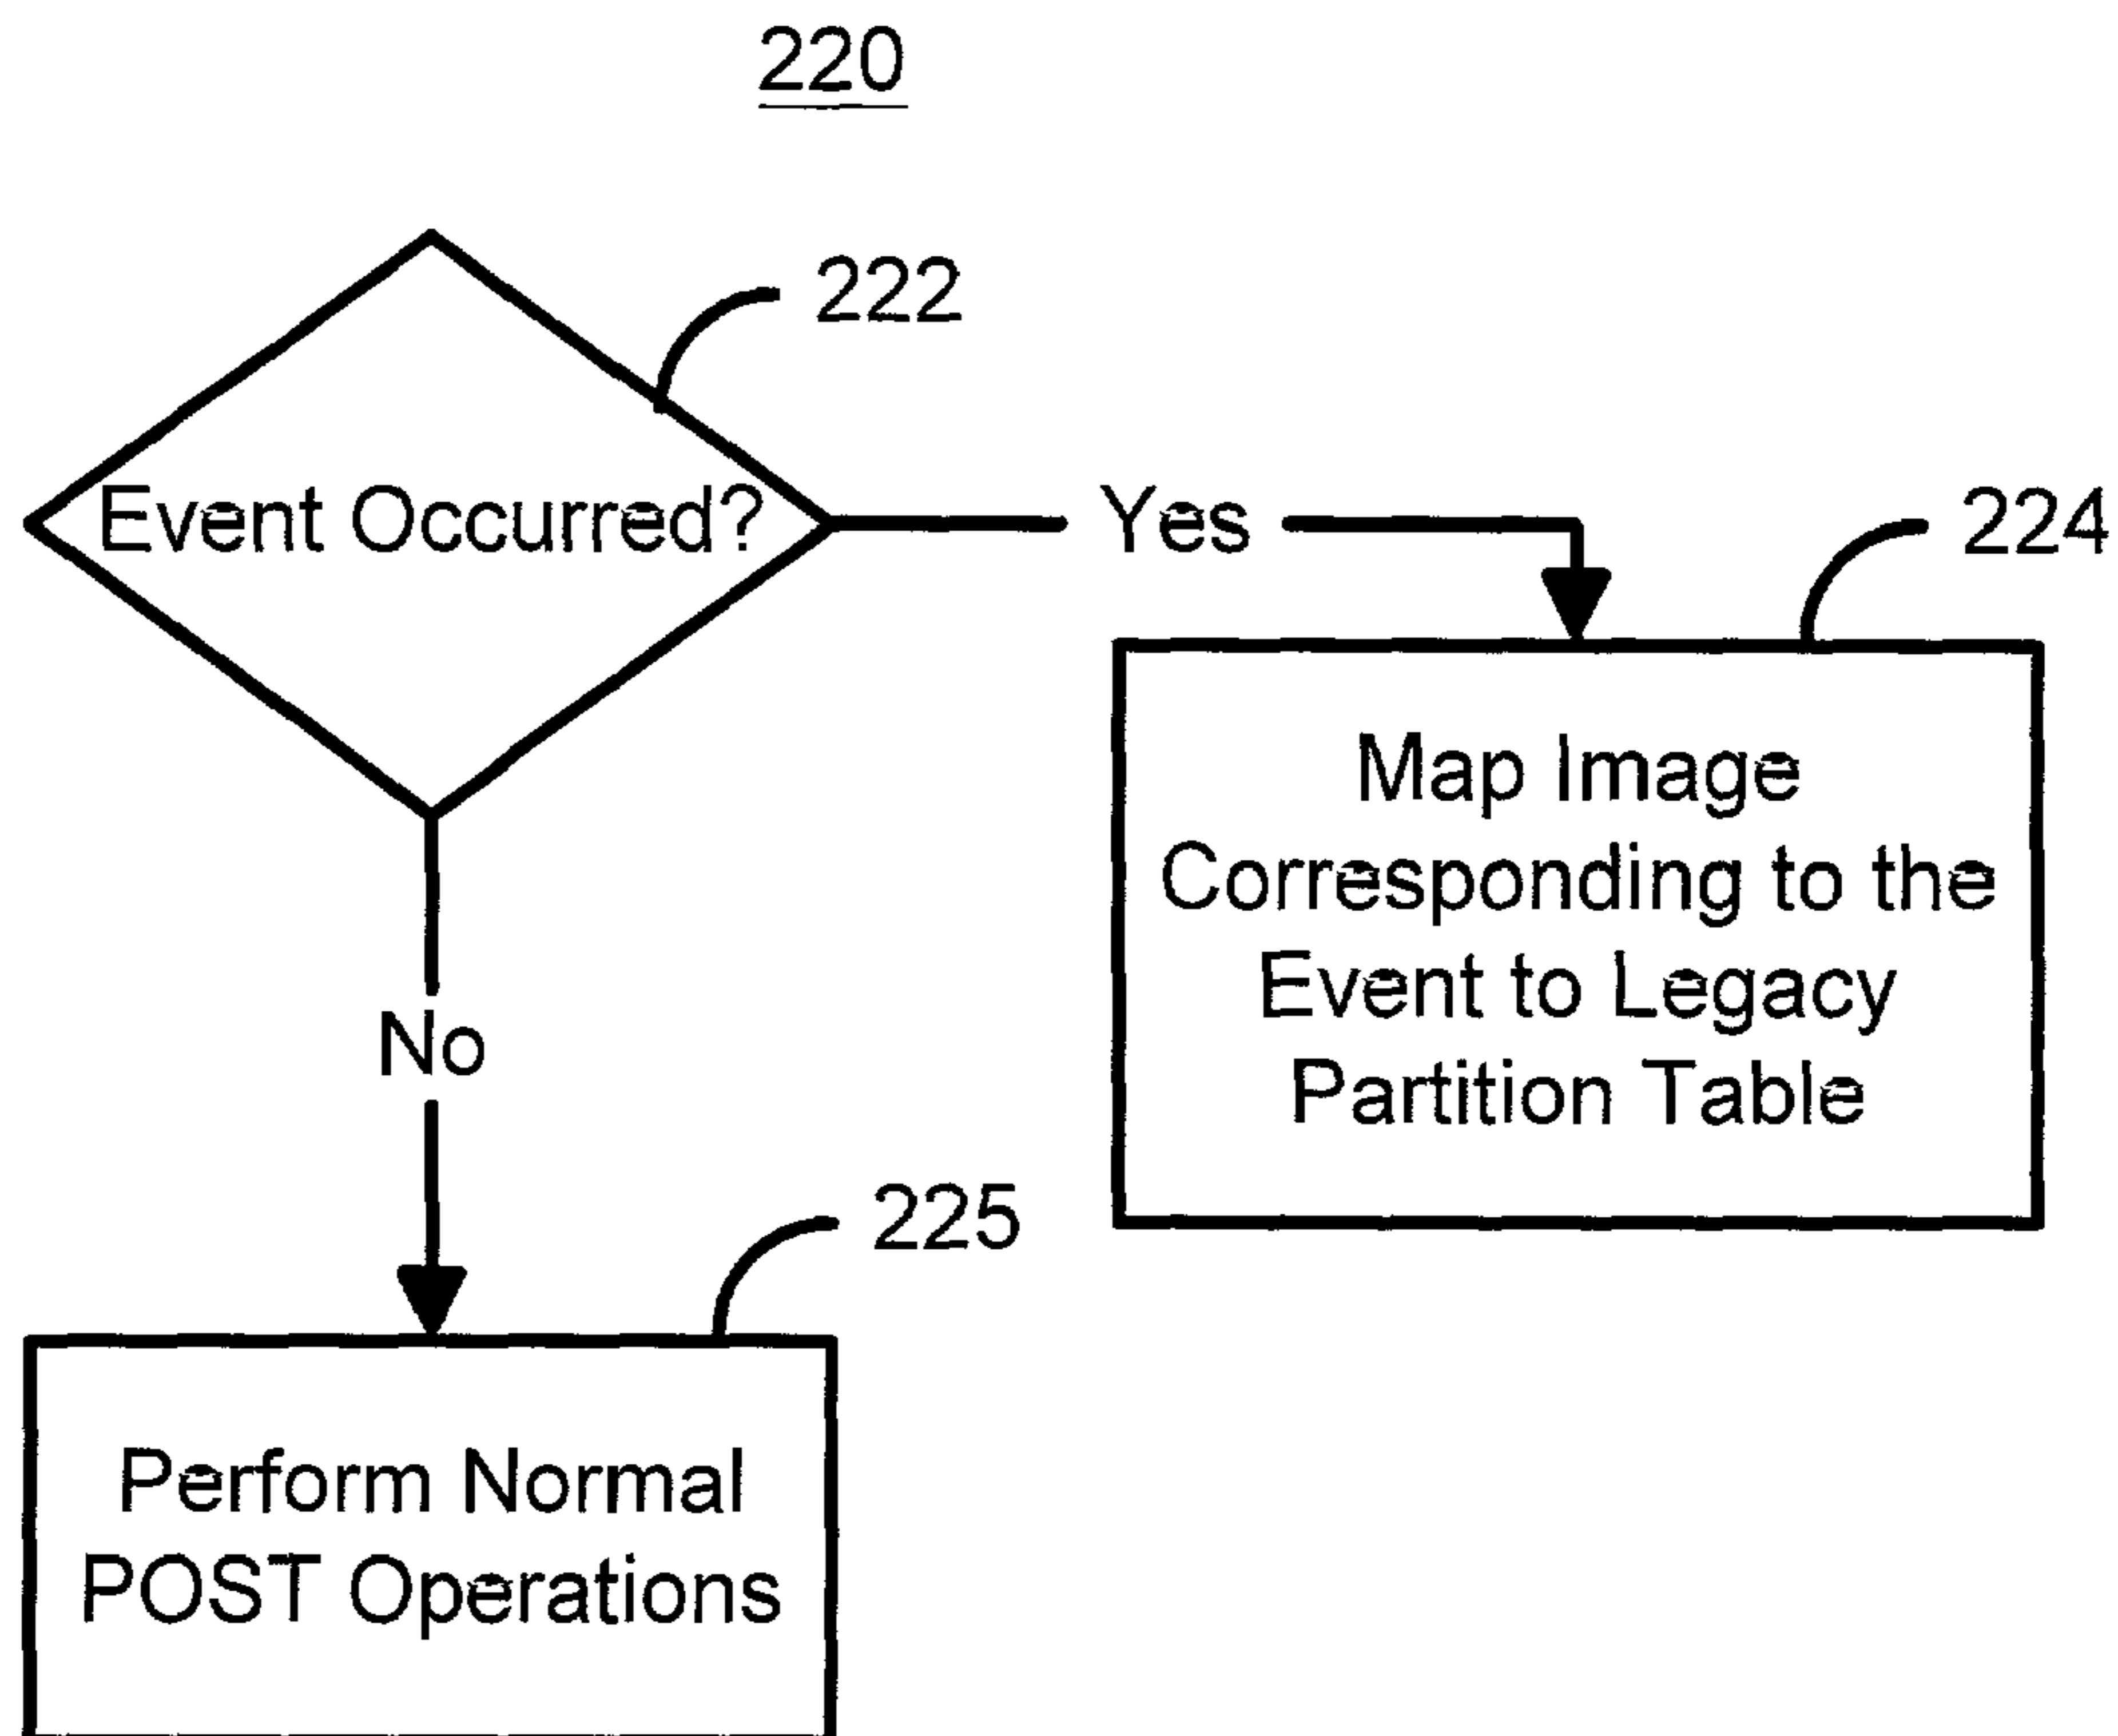 220
222
Event Occurred?
Yes
224
Map Image
Corresponding to the
Event to Legacy
Partition Table
No
225
Perform Normal
POST Operations